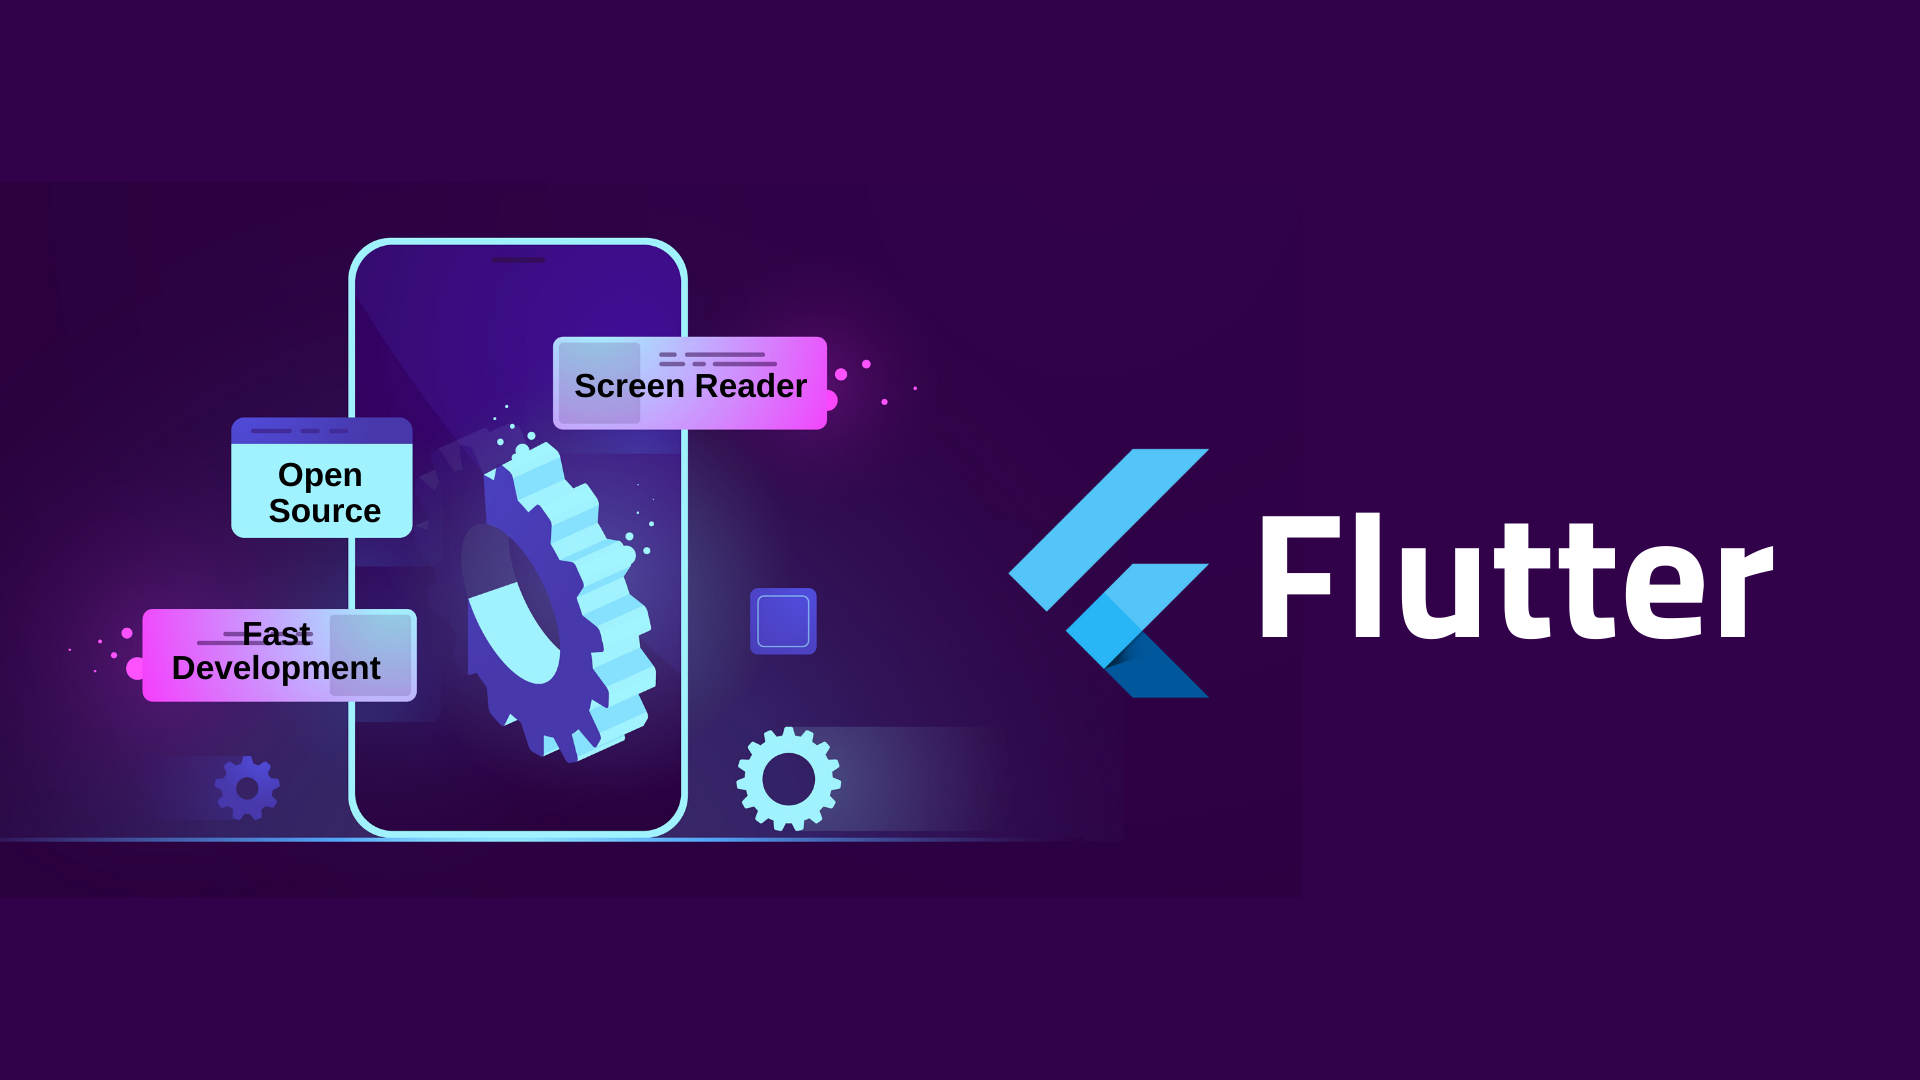 Screen Reader
Open
Source
Fast
Development
Flutter